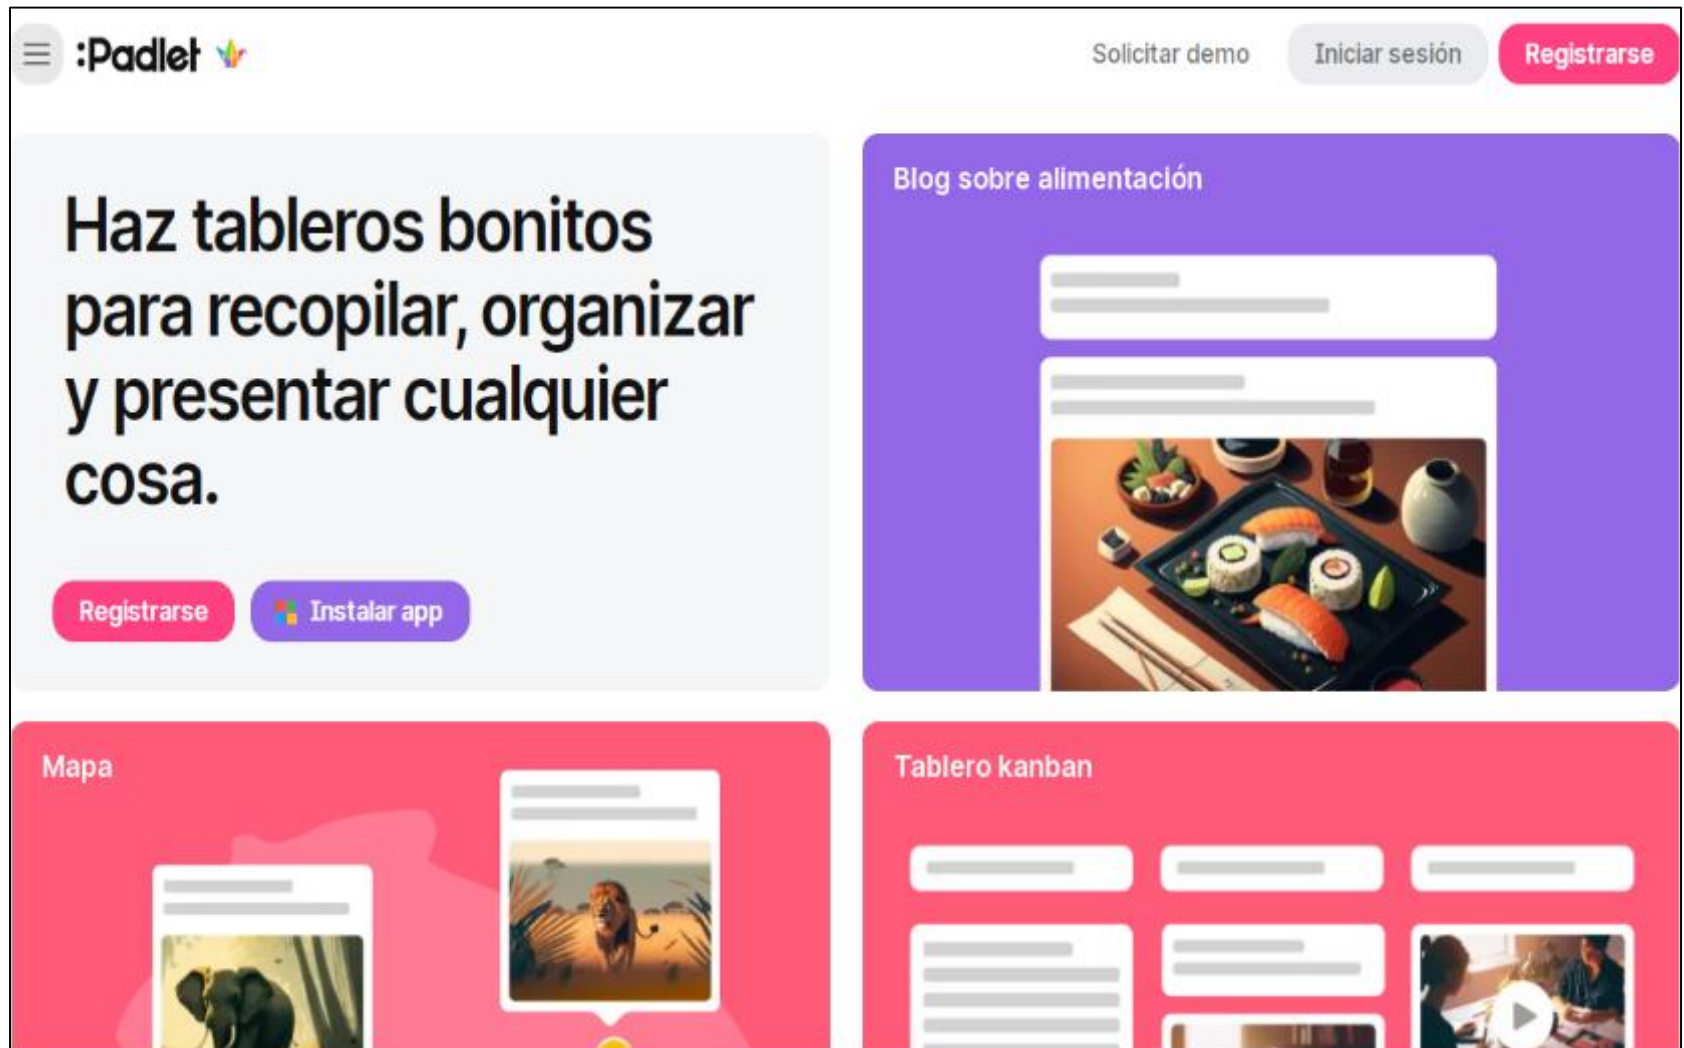 :Padlet
Solicitar demo
Iniciar sesión
Registrarse
Haz tableros bonitos
para recopilar, organizar
y presentar cualquier
cosa.
Registrarse
Instalar app
Blog sobre alimentación
Mapa
Tablero kanban